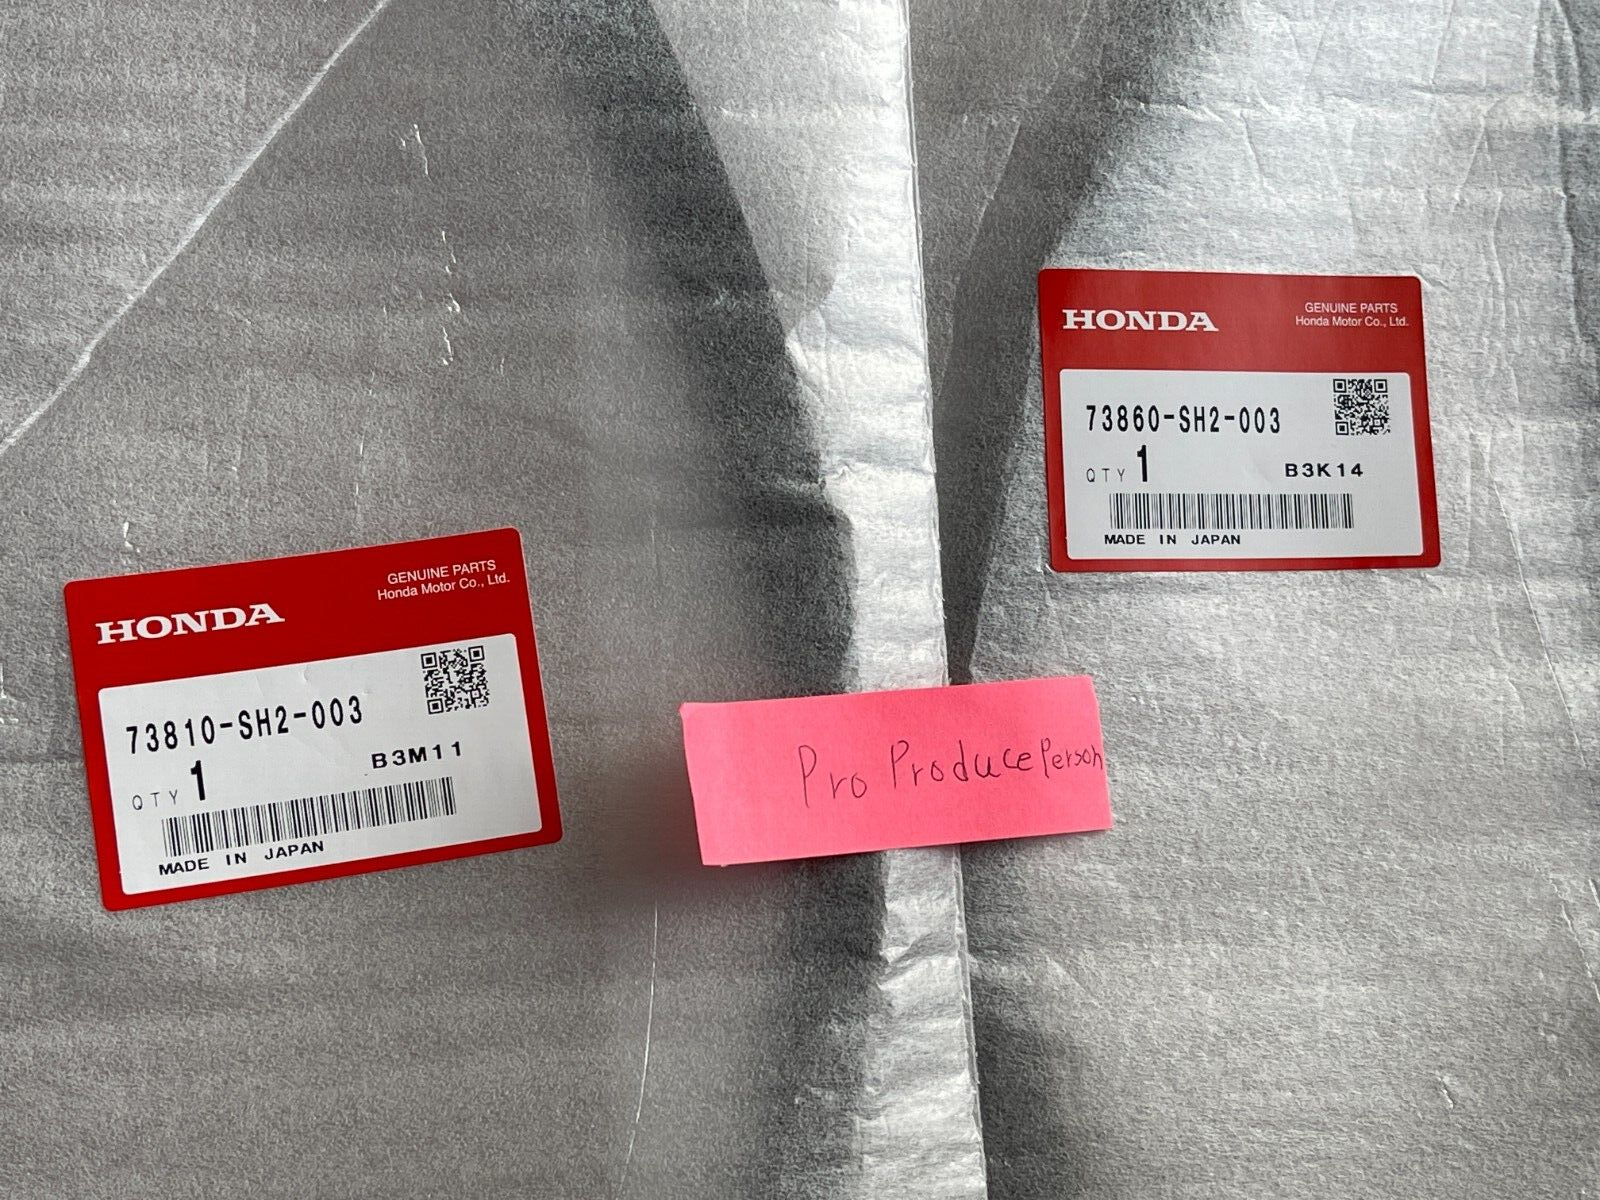 HONDA
GENUINE PARTS
Honda Motor Co., Ltd.
73810-SH2-003
QTY 1
B3M11
MADE IN JAPAN
Pro Produce Person
HONDA
GENUINE PARTS
Honda Motor Co., Ltd.
73860-SH2-003
QTY 1
B3K14
MADE IN JAPAN